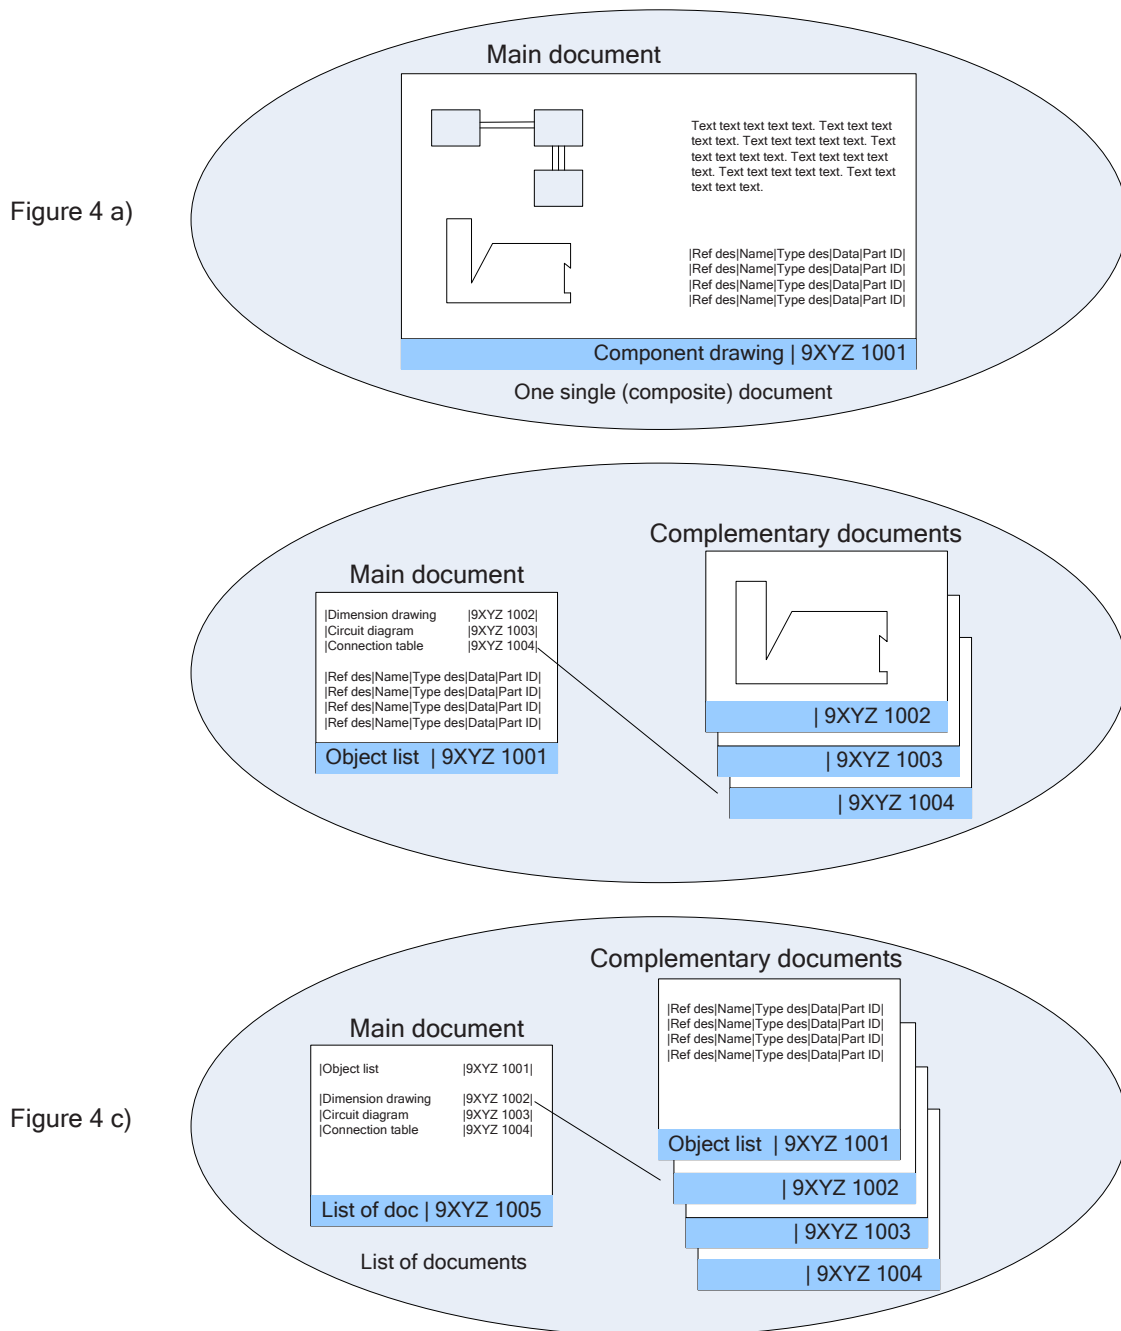 Main document
Text text text text text. Text text text
text text. Text text text text text. Text
text text text text. Text text text text
text. Text text text text text. Text text
text text text.
Figure 4 a)
|Ref des|Name|Type des|Data|Part ID|
|Ref des|Name|Type des|Data|Part ID|
|Ref des|Name|Type des|Data|Part ID|
|Ref des|Name|Type des|Data|Part ID|
Component drawing | 9XYZ 1001
One single (composite) document
Complementary documents
Main document
|Dimension drawing |9XYZ 1002|
|Circuit diagram |9XYZ 1003|
|Connection table |9XYZ 1004|
|Ref des|Name|Type des|Data|Part ID|
|Ref des|Name|Type des|Data|Part ID|
|Ref des|Name|Type des|Data|Part ID|
|Ref des|Name|Type des|Data|Part ID|
Object list | 9XYZ 1001
| 9XYZ 1002
| 9XYZ 1003
| 9XYZ 1004
Complementary documents
|Ref des|Name|Type des|Data|Part ID|
|Ref des|Name|Type des|Data|Part ID|
|Ref des|Name|Type des|Data|Part ID|
|Ref des|Name|Type des|Data|Part ID|
Main document
|Object list |9XYZ 1001|
|Dimension drawing |9XYZ 1002|
|Circuit diagram |9XYZ 1003|
|Connection table |9XYZ 1004|
Figure 4 c)
Object list | 9XYZ 1001
| 9XYZ 1002
| 9XYZ 1003
| 9XYZ 1004
List of doc | 9XYZ 1005
List of documents